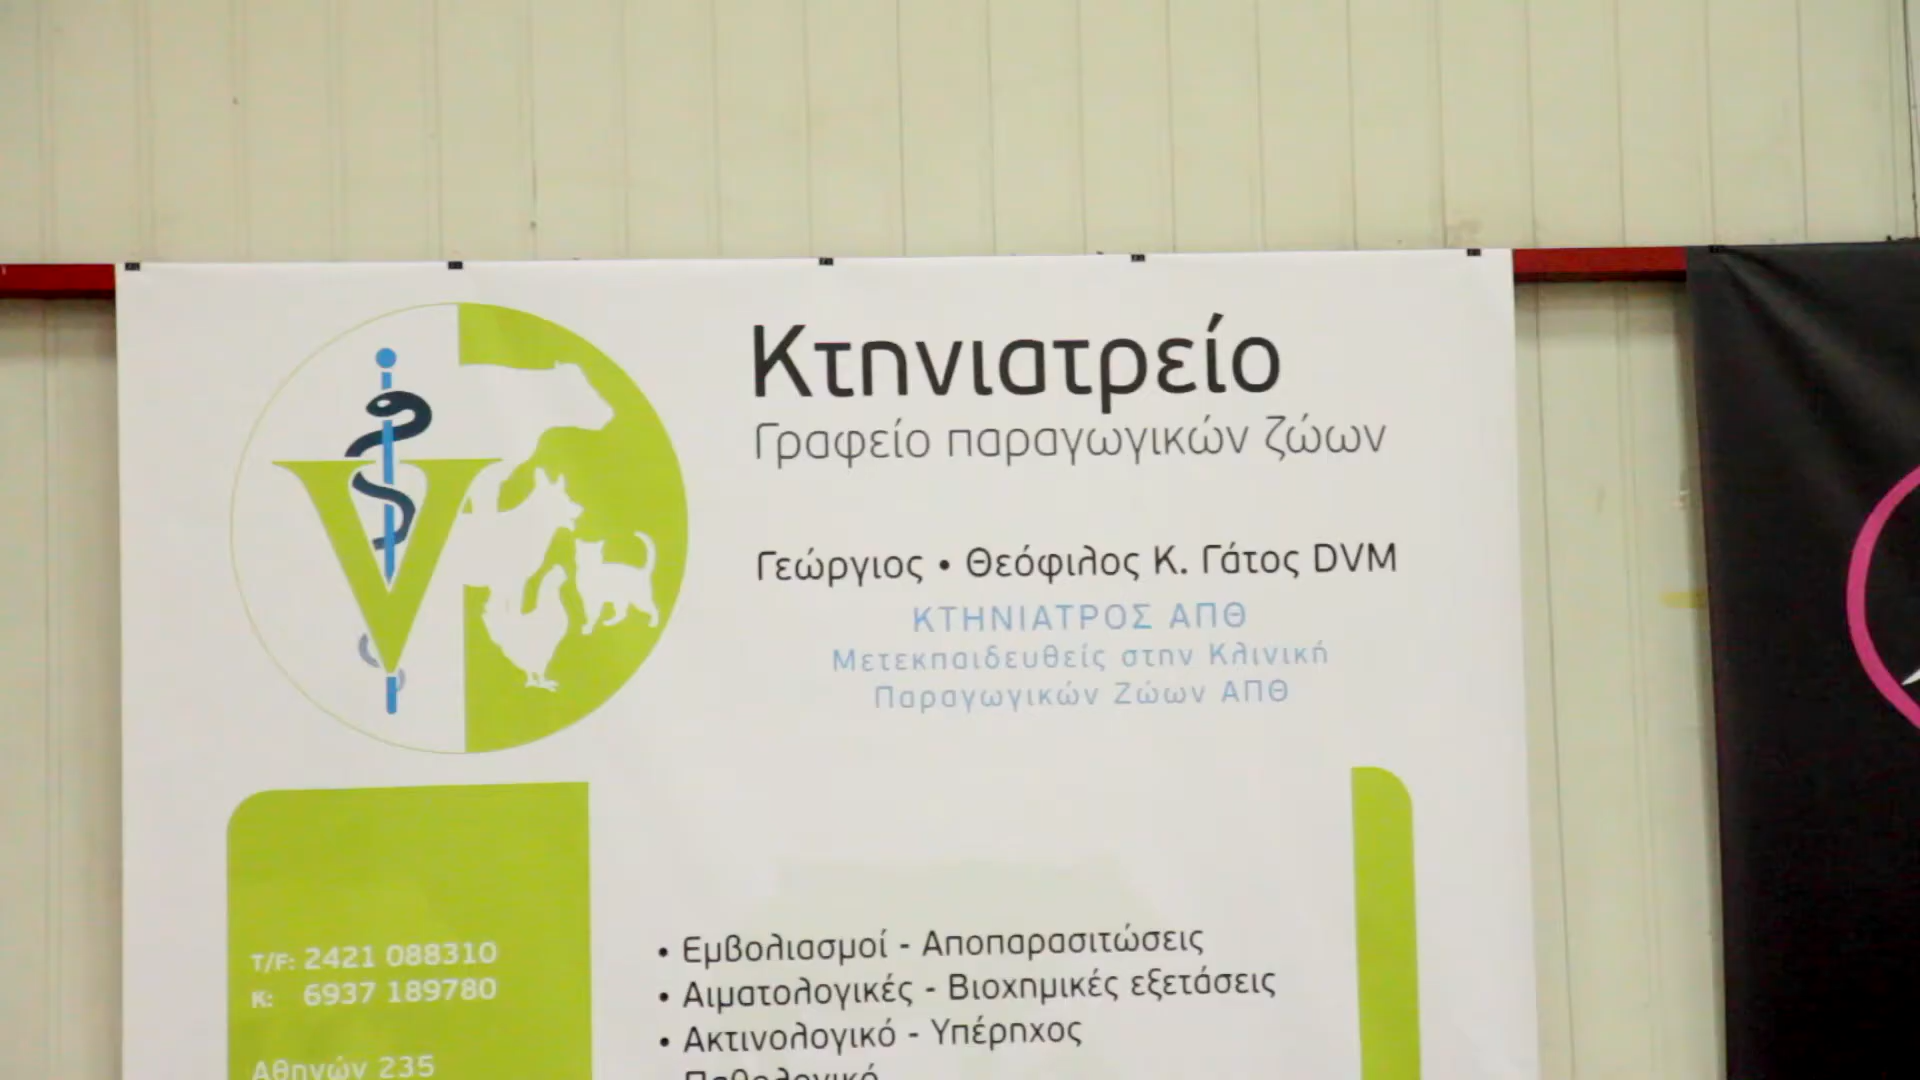 Κτηνιατρείο
Γραφείο παραγωγικών ζώων
Γεώργιος • Θεόφιλος Κ. Γάτος DVM
ΚΤΗΝΙΑΤΡΟΣ ΑΠΘ
Μετεκπαιδευθείς στην Κλινική
Παραγωγικών Ζώων ΑΠΘ
T/F: 2421 088310
K: 6937 189780
Αθηνών 235
• Εμβολιασμοί - Αποπαρασιτώσεις
• Αιματολογικές - Βιοχημικές εξετάσεις
• Ακτινολογικό - Υπέρηχος